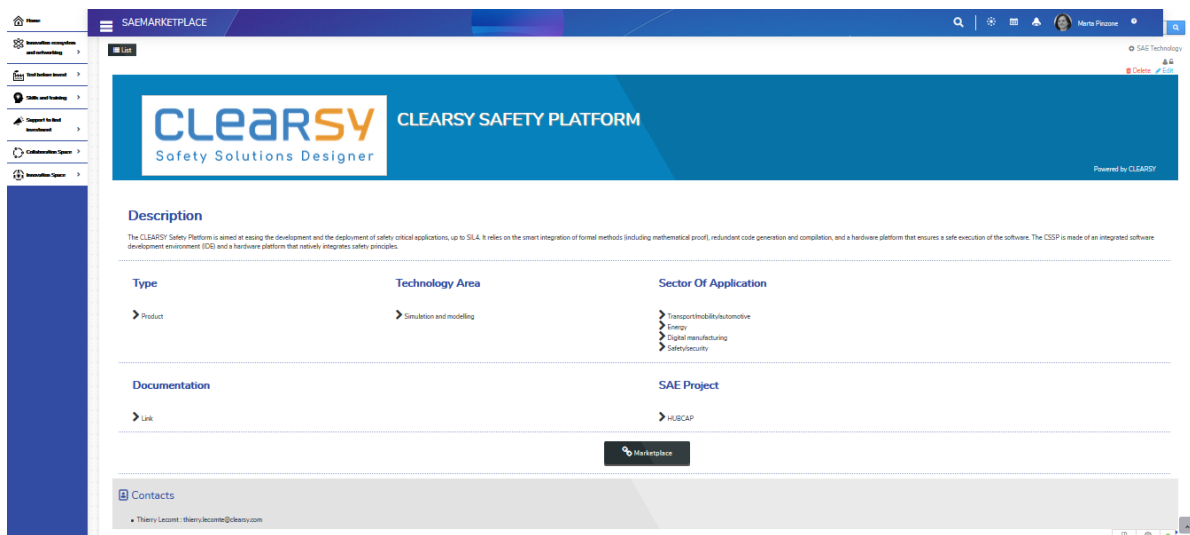 Home
SAEMARKETPLACE
Marta Pinzone
Innovation ecosystem
and networking
List
SAE Technology
Delete
Edit
Test before invest
Skills and training
Support to find
investment
Collaboration Space
Innovation Space
CLEARSY
Safety Solutions Designer
CLEARSY SAFETY PLATFORM
Powered by CLEARSY
Description
The CLEARSY Safety Platform is aimed at easing the development and the deployment of safety critical applications, up to SIL4. It relies on the smart integration of formal methods (including mathematical proof), redundant code generation and compilation, and a hardware platform that ensures a safe execution of the software. The CSSP is made of an integrated software
development environment (IDE) and a hardware platform that natively integrates safety principles.
Type
Product
Technology Area
Simulation and modelling
Sector Of Application
Transport/mobility/automotive
Energy
Digital manufacturing
Safety/security
Documentation
Link
SAE Project
HUBCAP
Marketplace
Contacts
Thierry Lecomt : thierry.lecomte@clearsy.com